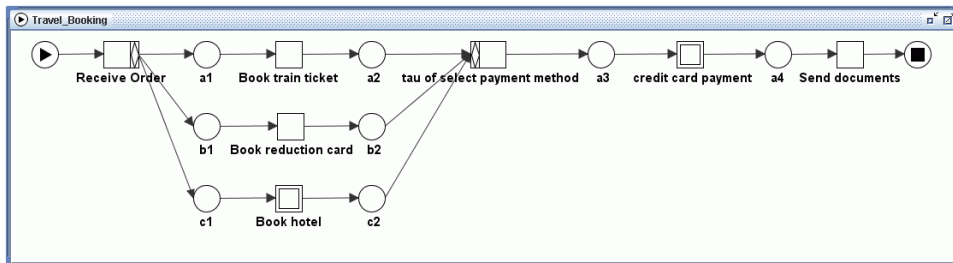 Travel_Booking
Receive Order
a1
Book train ticket
a2
tau of select payment method
a3
credit card payment
a4
Send documents
b1
Book reduction card
b2
c1
Book hotel
c2